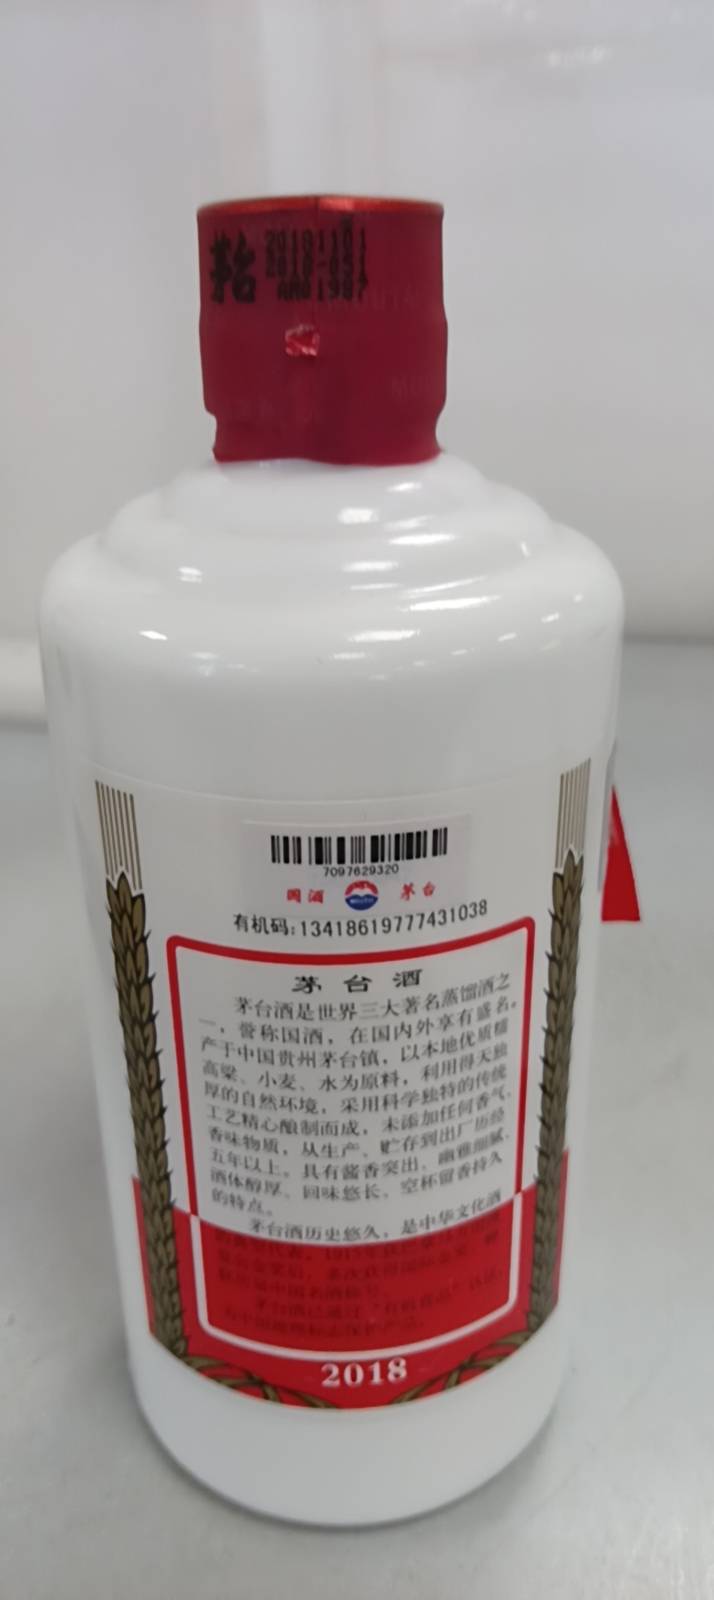 茅台
20181101
2018-051
1987
7097629320
国酒 茅台
有机码:13418619777431038
茅台酒
茅台酒是世界三大著名蒸馏酒之
一,誉称国酒,在国内外享有盛名。
产于中国贵州茅台镇,以本地优质糯
高粱、小麦、水为原料,利用得天独
厚的自然环境,采用科学独特的传统
工艺精心酿制而成,未添加任何香气、
香味物质,从生产、贮存到出厂历经
五年以上。具有酱香突出、幽雅细腻、
酒体醇厚、回味悠长、空杯留香持久
的特点。
茅台酒历史悠久,是中华文化酒
2018